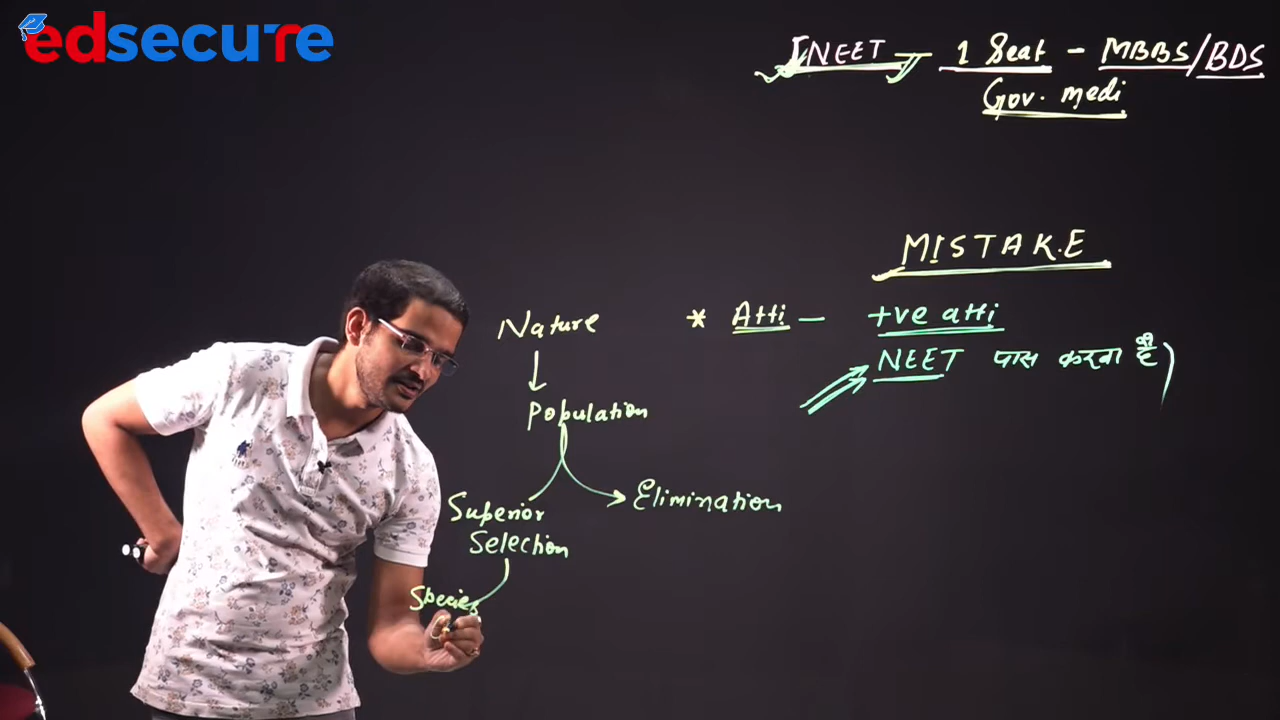 edsecure
NEET — 1 Seat - MBBS/BDS
Gov. medi
MISTAKE
* Atti — +ve atti
NEET पास करना ही है)
Nature
Population
Superior
Selection
Elimination
Species